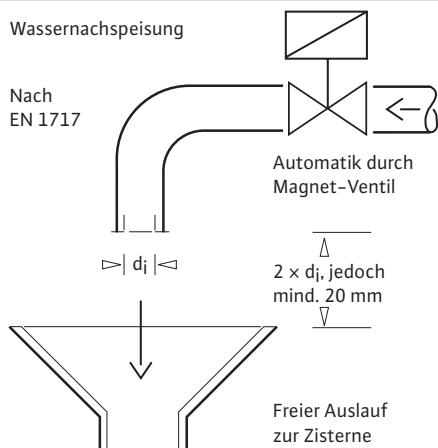 Wassernachspeisung
Nach
EN 1717
Automatik durch
Magnet-Ventil
dᵢ
2 × dᵢ, jedoch
mind. 20 mm
Freier Auslauf
zur Zisterne